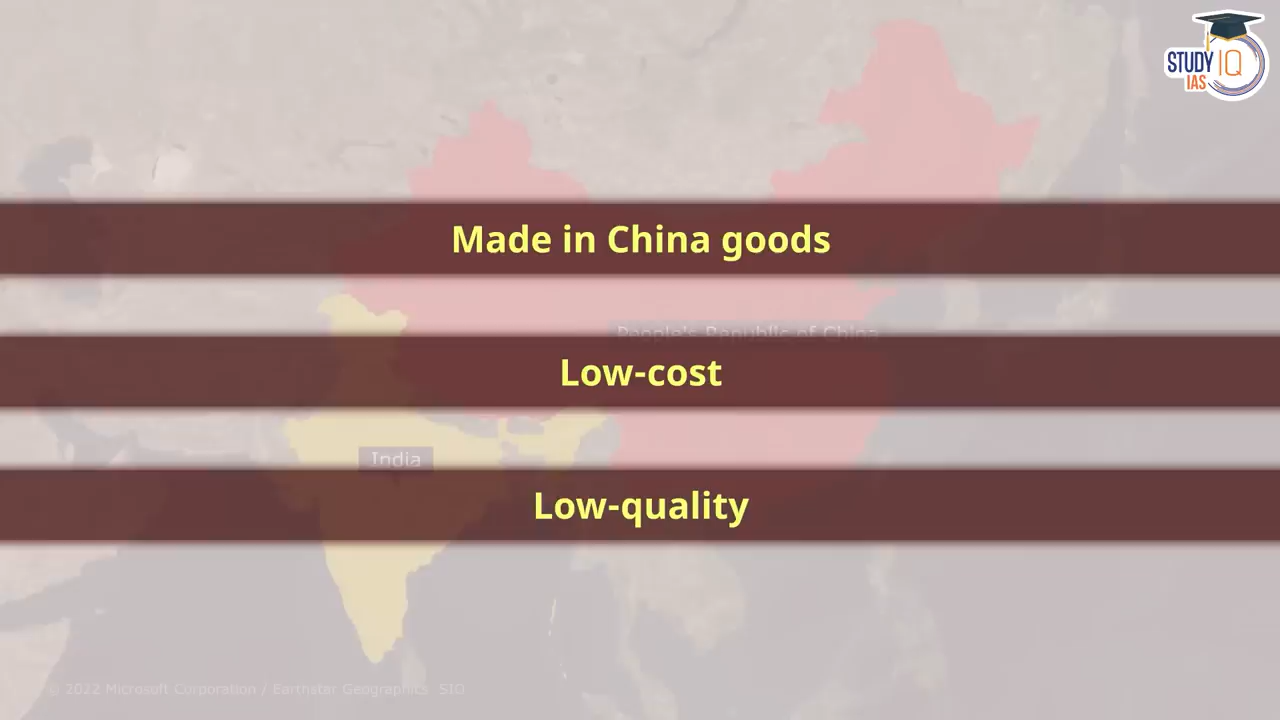 STUDY IQ
IAS
Made in China goods
People's Republic of China
Low-cost
India
Low-quality
© 2022 Microsoft Corporation / Earthstar Geographics SIO